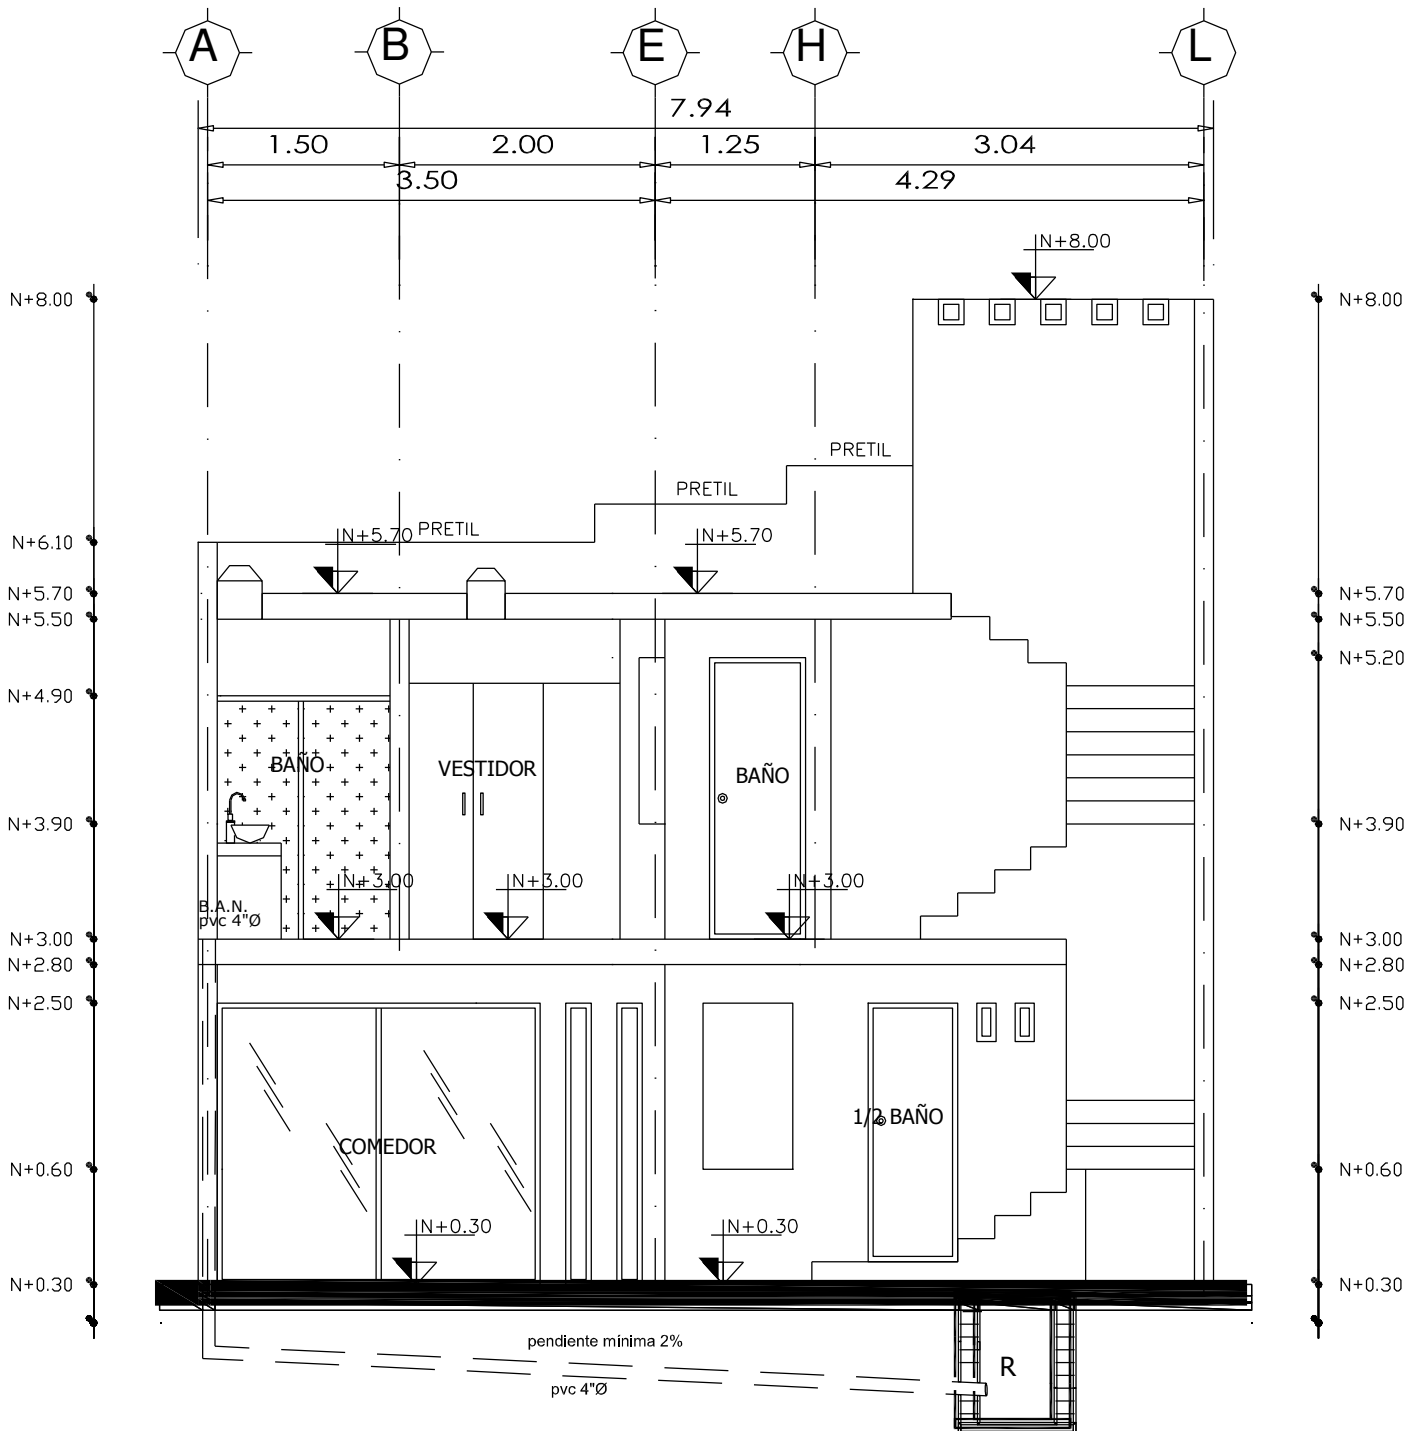 A B E H L
7.94
1.50 2.00 1.25 3.04
3.50 4.29
N+8.00
N+8.00 N+8.00
PRETIL
PRETIL
PRETIL
N+5.70 N+5.70
N+6.10
N+5.70 N+5.70
N+5.50 N+5.50
N+5.20
N+4.90
BAÑO VESTIDOR BAÑO
N+3.90 N+3.90
N+3.00 N+3.00 N+3.00
B.A.N.
pvc 4"Ø
N+3.00 N+3.00
N+2.80 N+2.80
N+2.50 N+2.50
1/2 BAÑO
COMEDOR
N+0.60 N+0.60
N+0.30 N+0.30
N+0.30 N+0.30
pendiente minima 2%
R
pvc 4"Ø